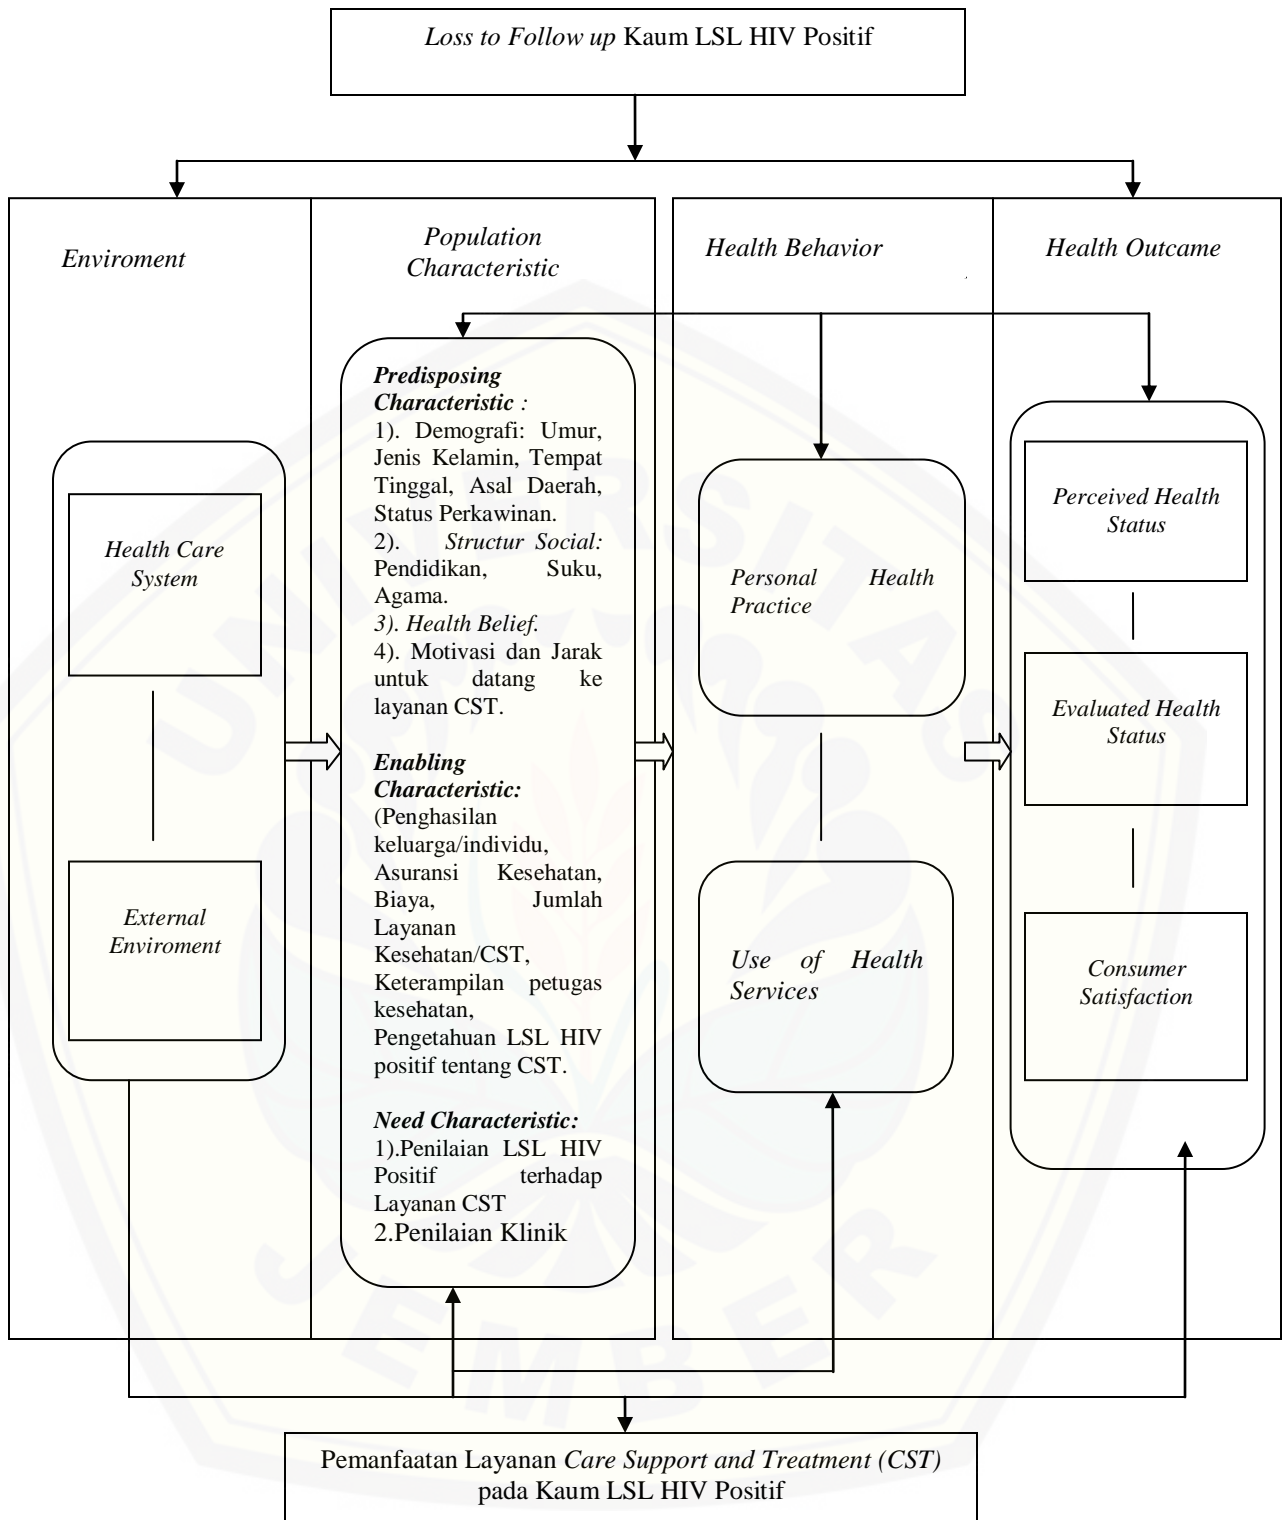 Loss to Follow up Kaum LSL HIV Positif
Enviroment
Population
Characteristic
Health Behavior
Health Outcame
Health Care
System
External
Enviroment
Predisposing
Characteristic :
1). Demografi: Umur,
Jenis Kelamin, Tempat
Tinggal, Asal Daerah,
Status Perkawinan.
2). Structur Social:
Pendidikan, Suku,
Agama.
3). Health Belief.
4). Motivasi dan Jarak
untuk datang ke
layanan CST.
Enabling
Characteristic:
(Penghasilan
keluarga/individu,
Asuransi Kesehatan,
Biaya, Jumlah
Layanan
Kesehatan/CST,
Keterampilan petugas
kesehatan,
Pengetahuan LSL HIV
positif tentang CST.
Need Characteristic:
1).Penilaian LSL HIV
Positif terhadap
Layanan CST
2.Penilaian Klinik
Personal Health
Practice
Use of Health
Services
Perceived Health
Status
Evaluated Health
Status
Consumer
Satisfaction
Pemanfaatan Layanan Care Support and Treatment (CST)
pada Kaum LSL HIV Positif
UNIVERSITAS
JEMBER